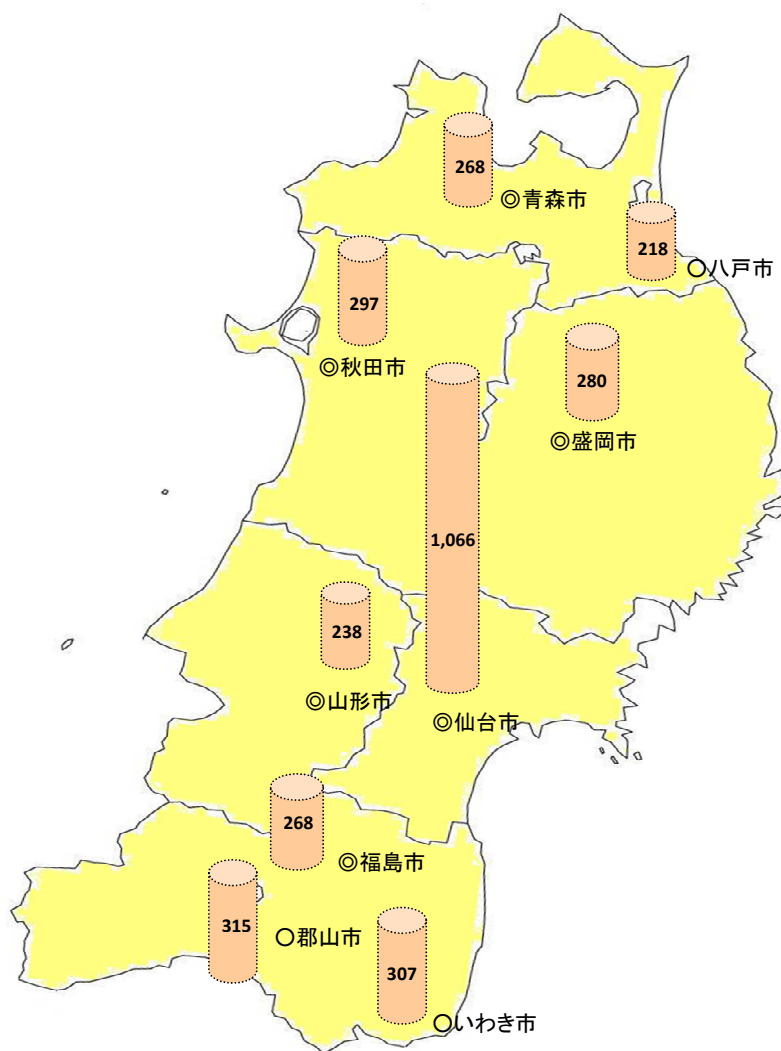 268
◎青森市
218
○八戸市
297
◎秋田市
280
◎盛岡市
1,066
238
◎山形市
◎仙台市
268
◎福島市
315
○郡山市
307
○いわき市